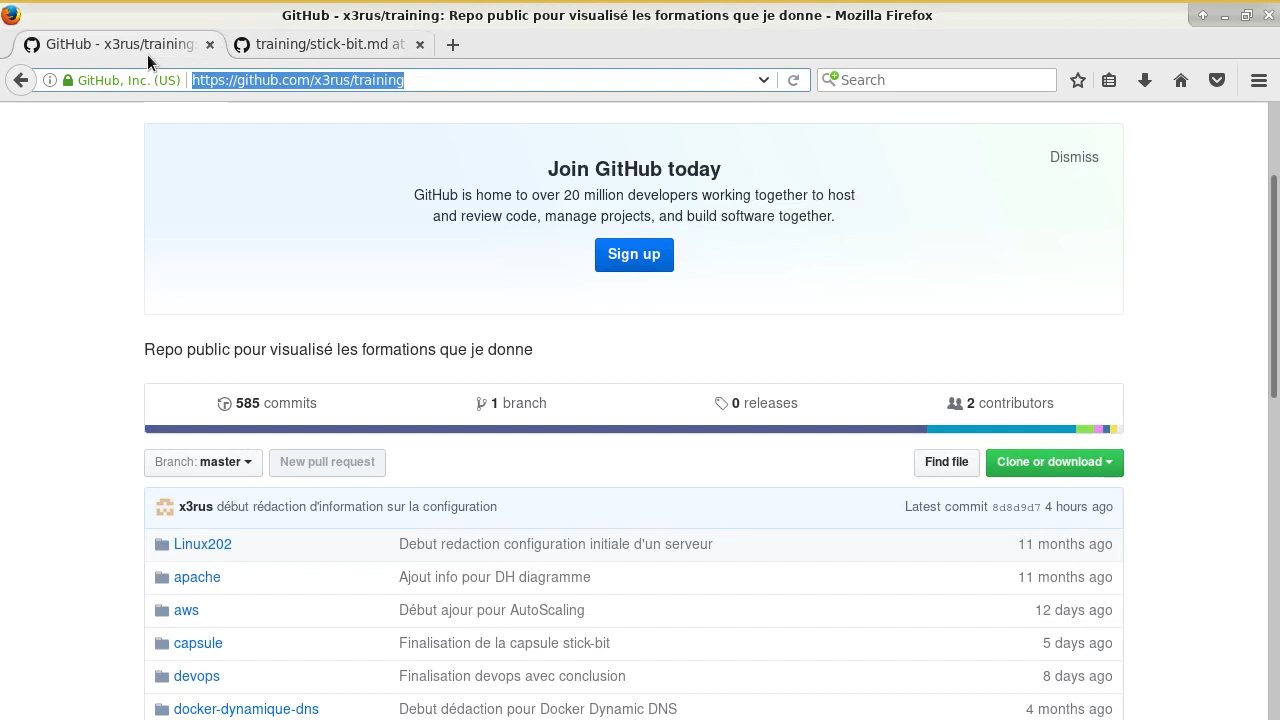 GitHub - x3rus/training: Repo public pour visualisé les formations que je donne - Mozilla Firefox
GitHub - x3rus/training:
training/stick-bit.md at
GitHub, Inc. (US)
https://github.com/x3rus/training
Search
Join GitHub today
Dismiss
GitHub is home to over 20 million developers working together to host
and review code, manage projects, and build software together.
Sign up
Repo public pour visualisé les formations que je donne
585 commits
1 branch
0 releases
2 contributors
Branch: master
New pull request
Find file
Clone or download
x3rus début rédaction d'information sur la configuration
Latest commit 8d8d9d7 4 hours ago
Linux202 Debut redaction configuration initiale d'un serveur 11 months ago
apache Ajout info pour DH diagramme 11 months ago
aws Début ajour pour AutoScaling 12 days ago
capsule Finalisation de la capsule stick-bit 5 days ago
devops Finalisation devops avec conclusion 8 days ago
docker-dynamique-dns Debut dédaction pour Docker Dynamic DNS 4 months ago